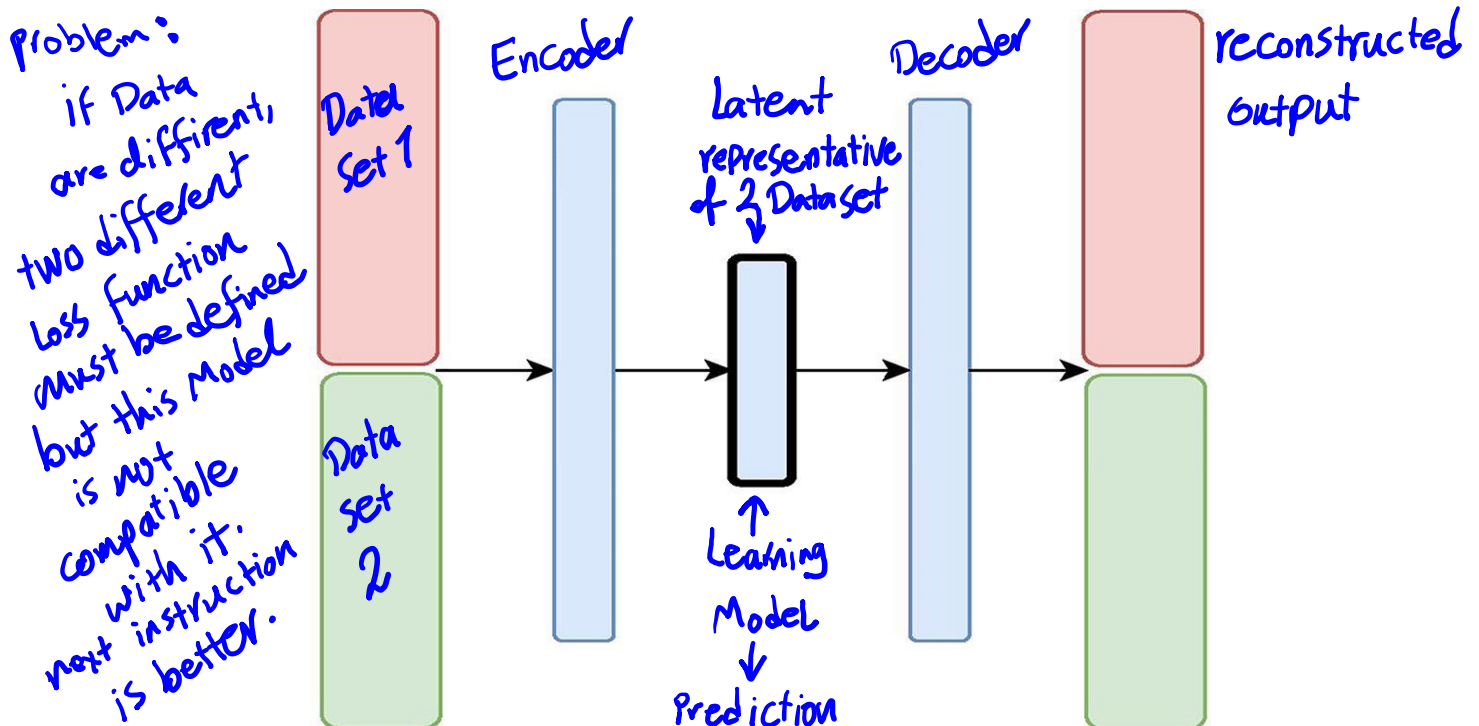 problem:
if Data
are diffirent,
two different
Loss function
must be defined
but this Model
is not
compatible
with it.
next instruction
is better.
Data
set 1
Data
set
2
Encoder
Latent
representative
of 2 Dataset
Learning
Model
Prediction
Decoder
reconstructed
output